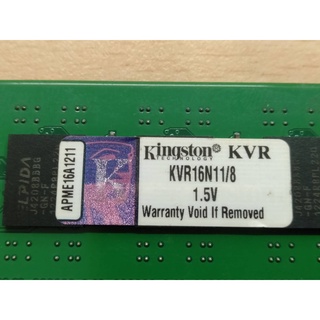 Kingston KVR
TECHNOLOGY
KVR16N11/8
1.5V
Warranty Void If Removed
APME16A1211
ELPIDA